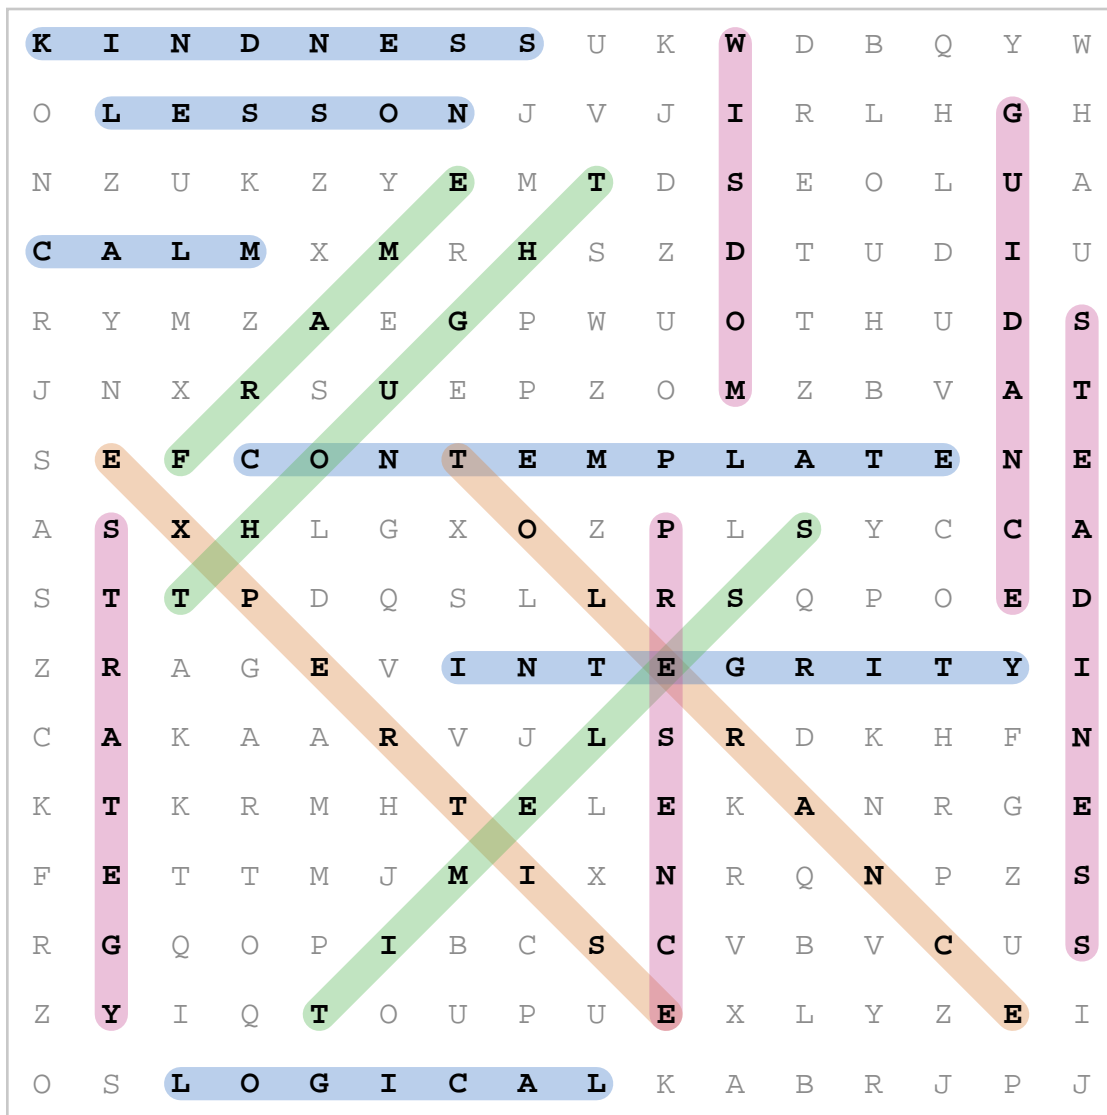 K I N D N E S S U K W D B Q Y W
O L E S S O N J V J I R L H G H
N Z U K Z Y E M T D S E O L U A
C A L M X M R H S Z D T U D I U
R Y M Z A E G P W U O T H U D S
J N X R S U E P Z O M Z B V A T
S E F C O N T E M P L A T E N E
A S X H L G X O Z P L S Y C C A
S T T P D Q S L L R S Q P O E D
Z R A G E V I N T E G R I T Y I
C A K A A R V J L S R D K H F N
K T K R M H T E L E K A N R G E
F E T T M J M I X N R Q N P Z S
R G Q O P I B C S C V B V C U S
Z Y I Q T O U P U E X L Y Z E I
O S L O G I C A L K A B R J P J